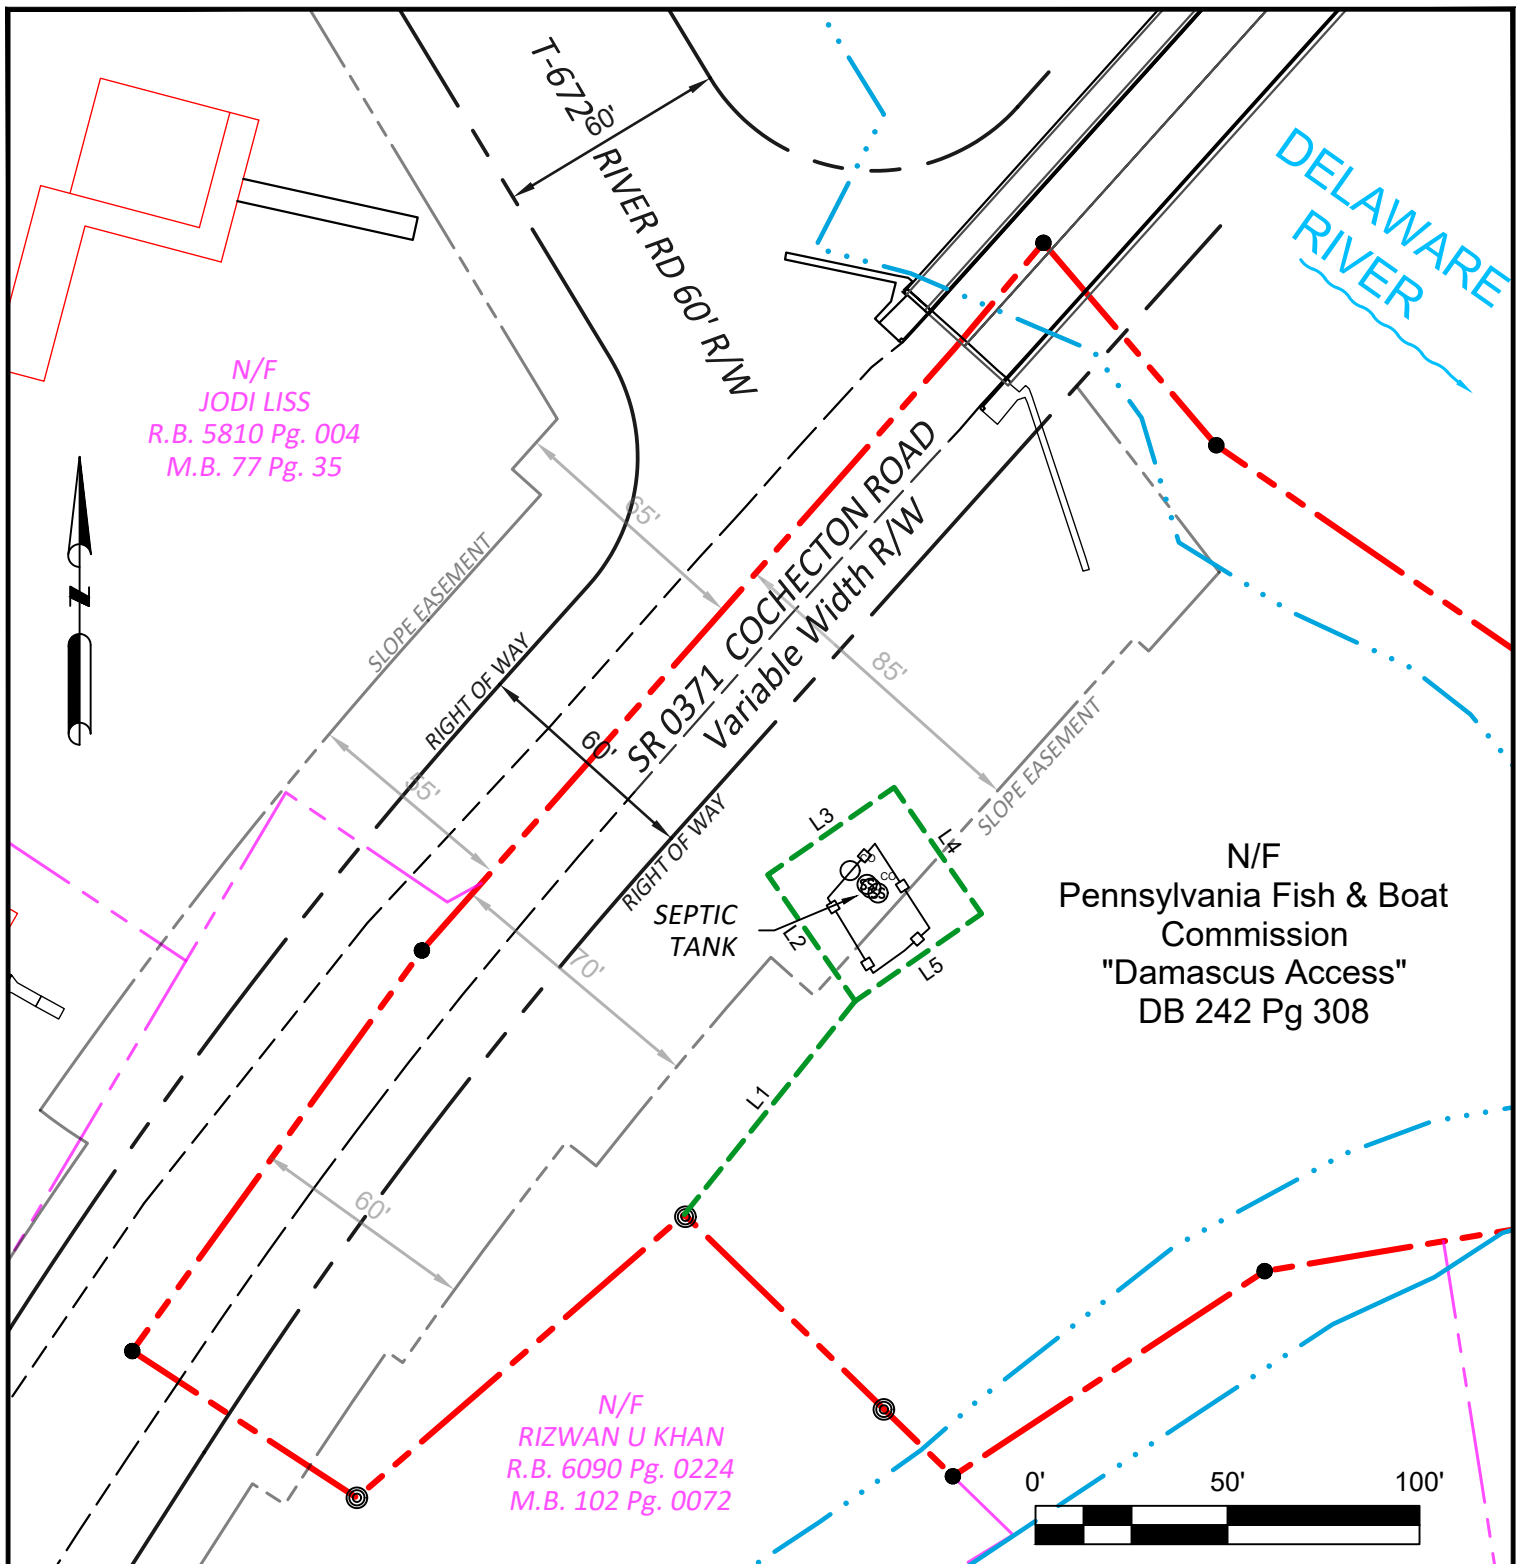 T-672 RIVER RD 60' R/W
60'
DELAWARE
RIVER
N/F
JODI LISS
R.B. 5810 Pg. 004
M.B. 77 Pg. 35
N
65'
SLOPE EASEMENT
RIGHT OF WAY
SR 0371 COCHECTON ROAD
Variable Width R/W
85'
60'
55'
SLOPE EASEMENT
RIGHT OF WAY
L3
L4
CO
SEPTIC
TANK
L2
L5
70'
N/F
Pennsylvania Fish & Boat
Commission
"Damascus Access"
DB 242 Pg 308
L1
60'
N/F
RIZWAN U KHAN
R.B. 6090 Pg. 0224
M.B. 102 Pg. 0072
0' 50' 100'